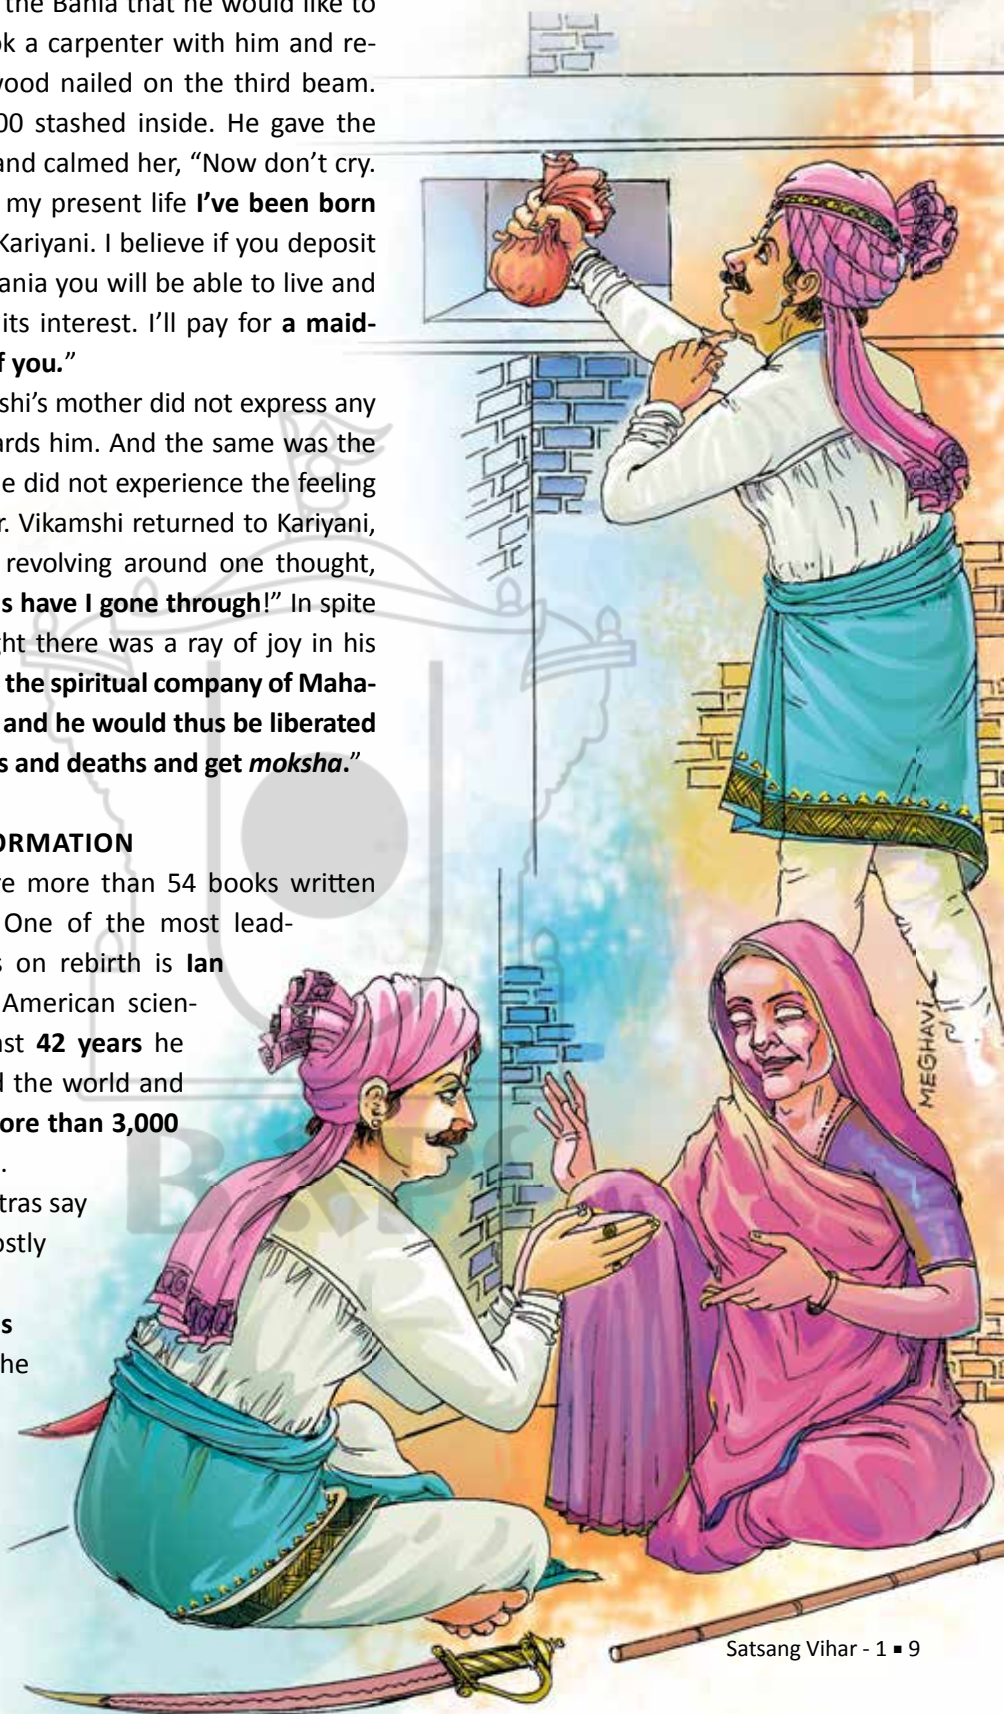 the Bania that he would like to
ok a carpenter with him and re-
wood nailed on the third beam.
00 stashed inside. He gave the
and calmed her, “Now don’t cry.
my present life I’ve been born
Kariyani. I believe if you deposit
ania you will be able to live and
its interest. I’ll pay for a maid-
f you.”
shi’s mother did not express any
ards him. And the same was the
e did not experience the feeling
r. Vikamshi returned to Kariyani,
revolving around one thought,
s have I gone through!” In spite
ght there was a ray of joy in his
the spiritual company of Maha-
and he would thus be liberated
s and deaths and get moksha.”
ORMATION
re more than 54 books written
One of the most lead-
s on rebirth is Ian
American scien-
ast 42 years he
d the world and
ore than 3,000
.
tras say
ostly
s
he
MEGHAVI
BAPS
Satsang Vihar - 1 ▪ 9